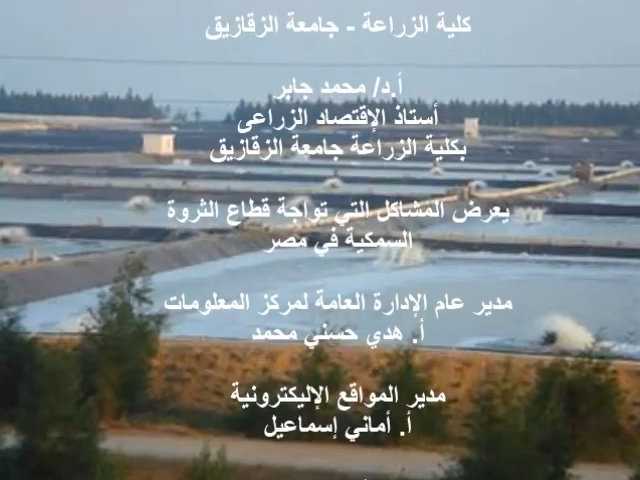 كلية الزراعة - جامعة الزقازيق
أ.د/ محمد جابر
أستاذ الإقتصاد الزراعى
بكلية الزراعة جامعة الزقازيق
يعرض المشاكل التي تواجة قطاع الثروة
السمكية في مصر
مدير عام الإدارة العامة لمركز المعلومات
أ. هدي حسني محمد
مدير المواقع الإليكترونية
أ. أماني إسماعيل